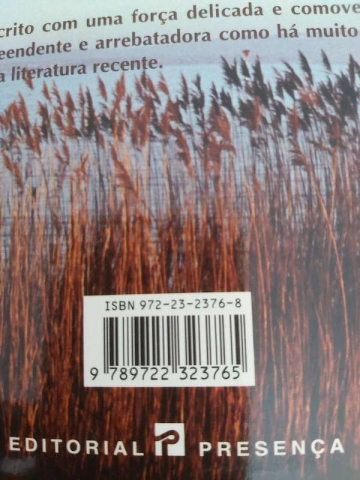 crito com uma força delicada e comove
eendente e arrebatadora como há muito
a literatura recente.
ISBN 972-23-2376-8
9 789722 323765
EDITORIAL PRESENÇA